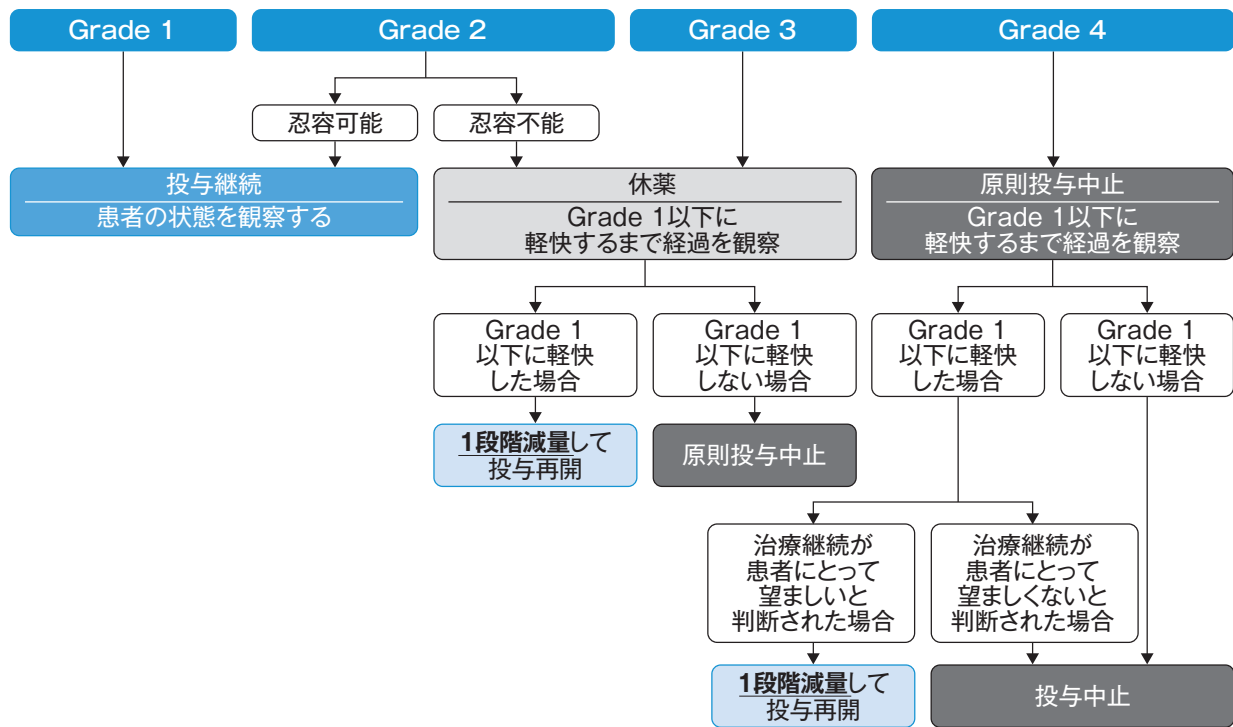 Grade 1
Grade 2
Grade 3
Grade 4
忍容可能
忍容不能
投与継続
患者の状態を観察する
休薬
Grade 1以下に
軽快するまで経過を観察
原則投与中止
Grade 1以下に
軽快するまで経過を観察
Grade 1
以下に軽快
した場合
Grade 1
以下に軽快
しない場合
Grade 1
以下に軽快
した場合
Grade 1
以下に軽快
しない場合
1段階減量して
投与再開
原則投与中止
治療継続が
患者にとって
望ましいと
判断された場合
治療継続が
患者にとって
望ましくないと
判断された場合
1段階減量して
投与再開
投与中止